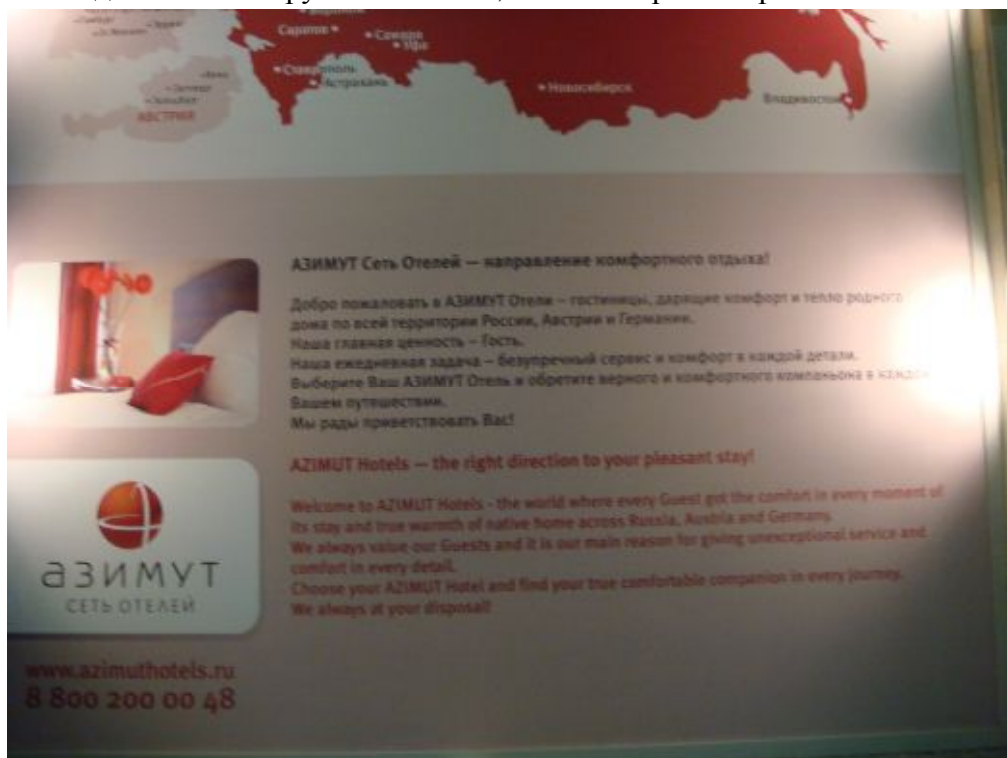 Саратов
Самара
Уфа
Ставрополь
Астрахань
Новосибирск
Владивосток
АВСТРИЯ
АЗИМУТ Сеть Отелей — направление комфортного отдыха!
Добро пожаловать в АЗИМУТ Отели – гостиницы, дарящие комфорт и тепло родного
дома по всей территории России, Австрии и Германии.
Наша главная ценность – Гость.
Наша ежедневная задача – безупречный сервис и комфорт в каждой детали.
Выберите Ваш АЗИМУТ Отель и обретите верного и комфортного компаньона в каждом
Вашем путешествии.
Мы рады приветствовать Вас!
AZIMUT Hotels — the right direction to your pleasant stay!
Welcome to AZIMUT Hotels - the world where every Guest got the comfort in every moment of
its stay and true warmth of native home across Russia, Austria and Germany.
We always value our Guests and it is our main reason for giving unexceptional service and
comfort in every detail.
Choose your AZIMUT Hotel and find your true comfortable companion in every journey.
We always at your disposal!
азимут
СЕТЬ ОТЕЛЕЙ
www.azimuthotels.ru
8 800 200 00 48